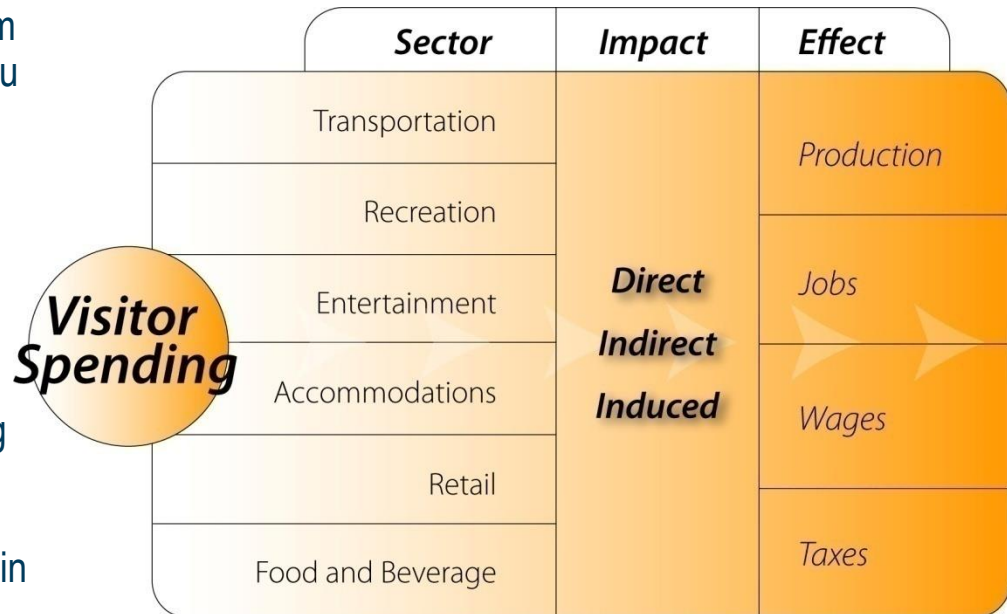 m
u
g
in
Sector Impact Effect
Visitor
Spending
Transportation
Recreation
Entertainment
Accommodations
Retail
Food and Beverage
Direct
Indirect
Induced
Production
Jobs
Wages
Taxes